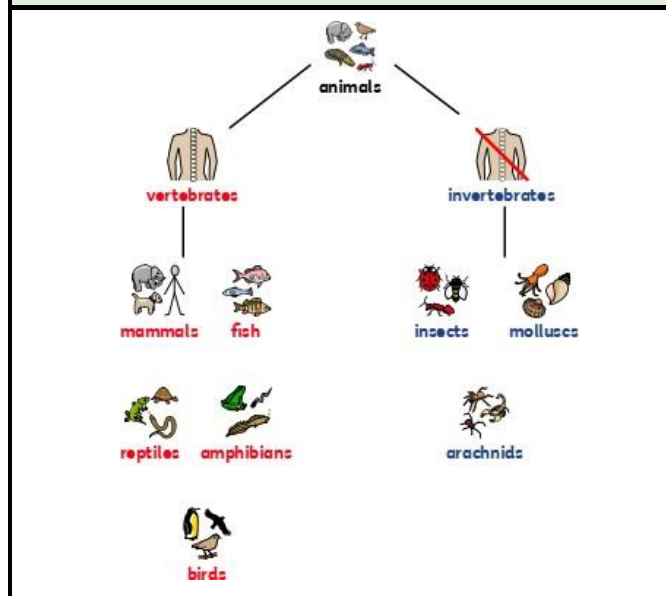 animals
vertebrates
invertebrates
mammals
fish
insects
molluscs
reptiles
amphibians
arachnids
birds